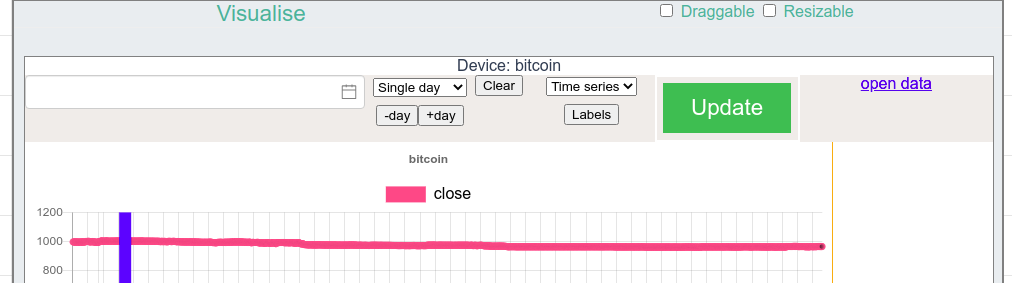 Visualise
Draggable Resizable
Device: bitcoin
Single day Clear Time series open data
Update
-day +day Labels
bitcoin
close
1200
1000
800